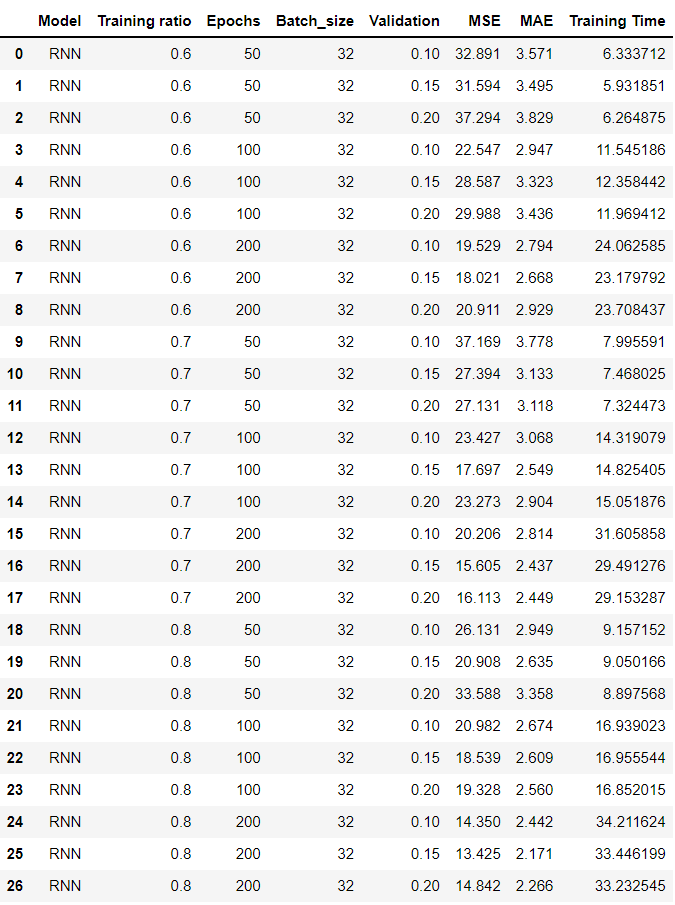 Model Training ratio Epochs Batch_size Validation MSE MAE Training Time
0 RNN 0.6 50 32 0.10 32.891 3.571 6.333712
1 RNN 0.6 50 32 0.15 31.594 3.495 5.931851
2 RNN 0.6 50 32 0.20 37.294 3.829 6.264875
3 RNN 0.6 100 32 0.10 22.547 2.947 11.545186
4 RNN 0.6 100 32 0.15 28.587 3.323 12.358442
5 RNN 0.6 100 32 0.20 29.988 3.436 11.969412
6 RNN 0.6 200 32 0.10 19.529 2.794 24.062585
7 RNN 0.6 200 32 0.15 18.021 2.668 23.179792
8 RNN 0.6 200 32 0.20 20.911 2.929 23.708437
9 RNN 0.7 50 32 0.10 37.169 3.778 7.995591
10 RNN 0.7 50 32 0.15 27.394 3.133 7.468025
11 RNN 0.7 50 32 0.20 27.131 3.118 7.324473
12 RNN 0.7 100 32 0.10 23.427 3.068 14.319079
13 RNN 0.7 100 32 0.15 17.697 2.549 14.825405
14 RNN 0.7 100 32 0.20 23.273 2.904 15.051876
15 RNN 0.7 200 32 0.10 20.206 2.814 31.605858
16 RNN 0.7 200 32 0.15 15.605 2.437 29.491276
17 RNN 0.7 200 32 0.20 16.113 2.449 29.153287
18 RNN 0.8 50 32 0.10 26.131 2.949 9.157152
19 RNN 0.8 50 32 0.15 20.908 2.635 9.050166
20 RNN 0.8 50 32 0.20 33.588 3.358 8.897568
21 RNN 0.8 100 32 0.10 20.982 2.674 16.939023
22 RNN 0.8 100 32 0.15 18.539 2.609 16.955544
23 RNN 0.8 100 32 0.20 19.328 2.560 16.852015
24 RNN 0.8 200 32 0.10 14.350 2.442 34.211624
25 RNN 0.8 200 32 0.15 13.425 2.171 33.446199
26 RNN 0.8 200 32 0.20 14.842 2.266 33.232545